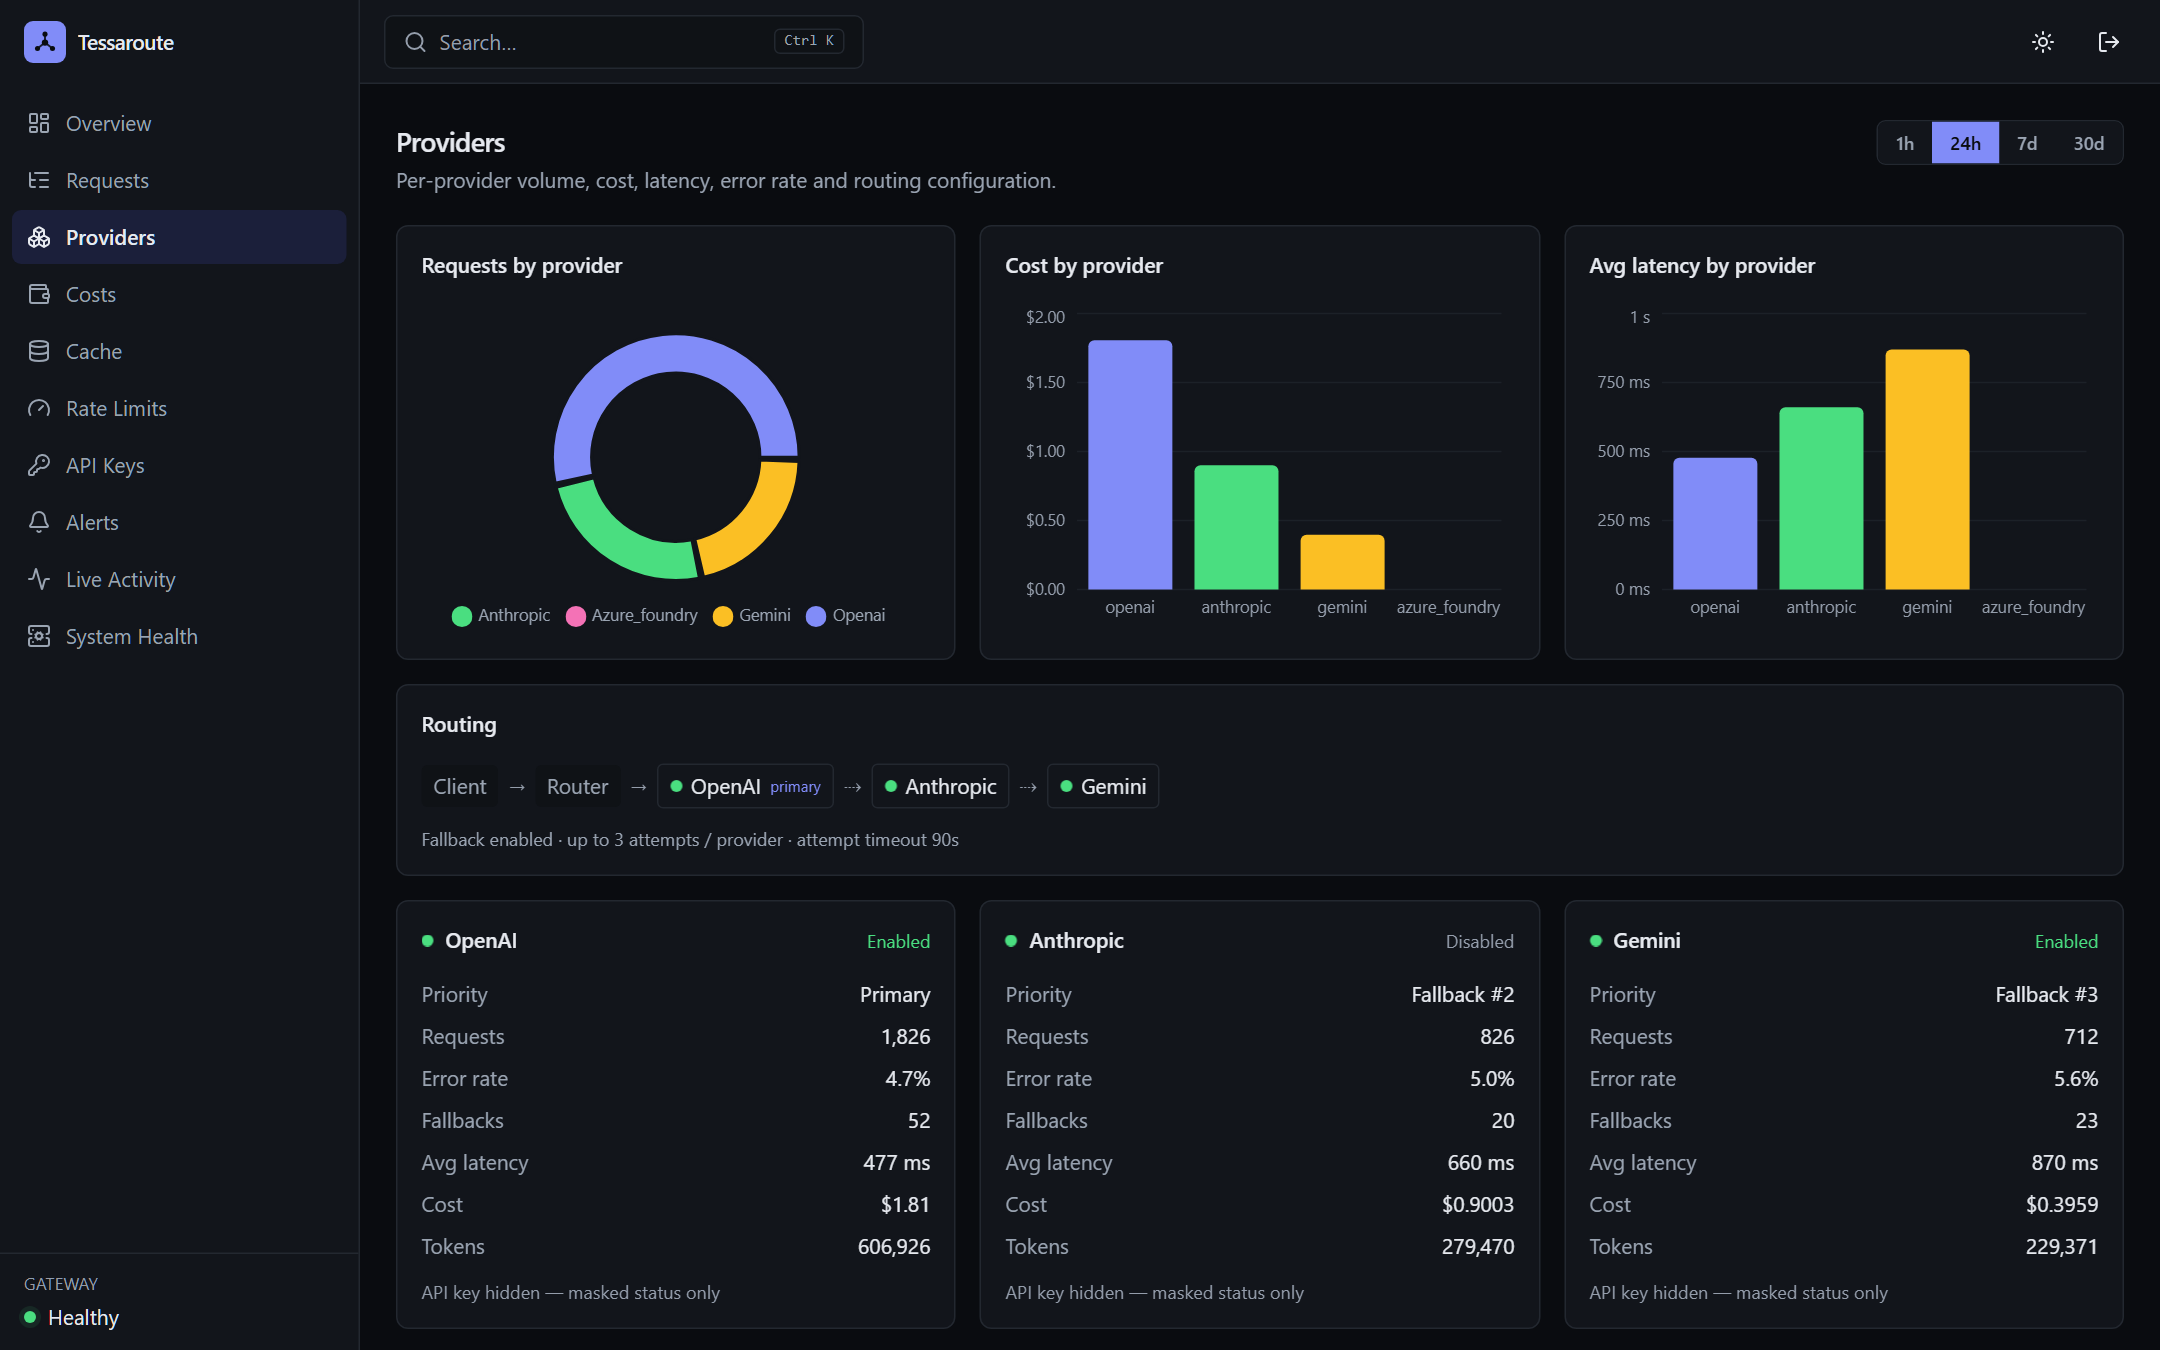 Tessaroute
Search...
Ctrl K
Overview
Requests
Providers
Costs
Cache
Rate Limits
API Keys
Alerts
Live Activity
System Health
GATEWAY
Healthy
Providers
Per-provider volume, cost, latency, error rate and routing configuration.
1h 24h 7d 30d
Requests by provider
Anthropic Azure_foundry Gemini Openai
Cost by provider
$2.00
$1.50
$1.00
$0.50
$0.00
openai anthropic gemini azure_foundry
Avg latency by provider
1 s
750 ms
500 ms
250 ms
0 ms
openai anthropic gemini azure_foundry
Routing
Client → Router → OpenAI primary ⤍ Anthropic ⤍ Gemini
Fallback enabled · up to 3 attempts / provider · attempt timeout 90s
OpenAI Enabled
Priority Primary
Requests 1,826
Error rate 4.7%
Fallbacks 52
Avg latency 477 ms
Cost $1.81
Tokens 606,926
API key hidden — masked status only
Anthropic Disabled
Priority Fallback #2
Requests 826
Error rate 5.0%
Fallbacks 20
Avg latency 660 ms
Cost $0.9003
Tokens 279,470
API key hidden — masked status only
Gemini Enabled
Priority Fallback #3
Requests 712
Error rate 5.6%
Fallbacks 23
Avg latency 870 ms
Cost $0.3959
Tokens 229,371
API key hidden — masked status only